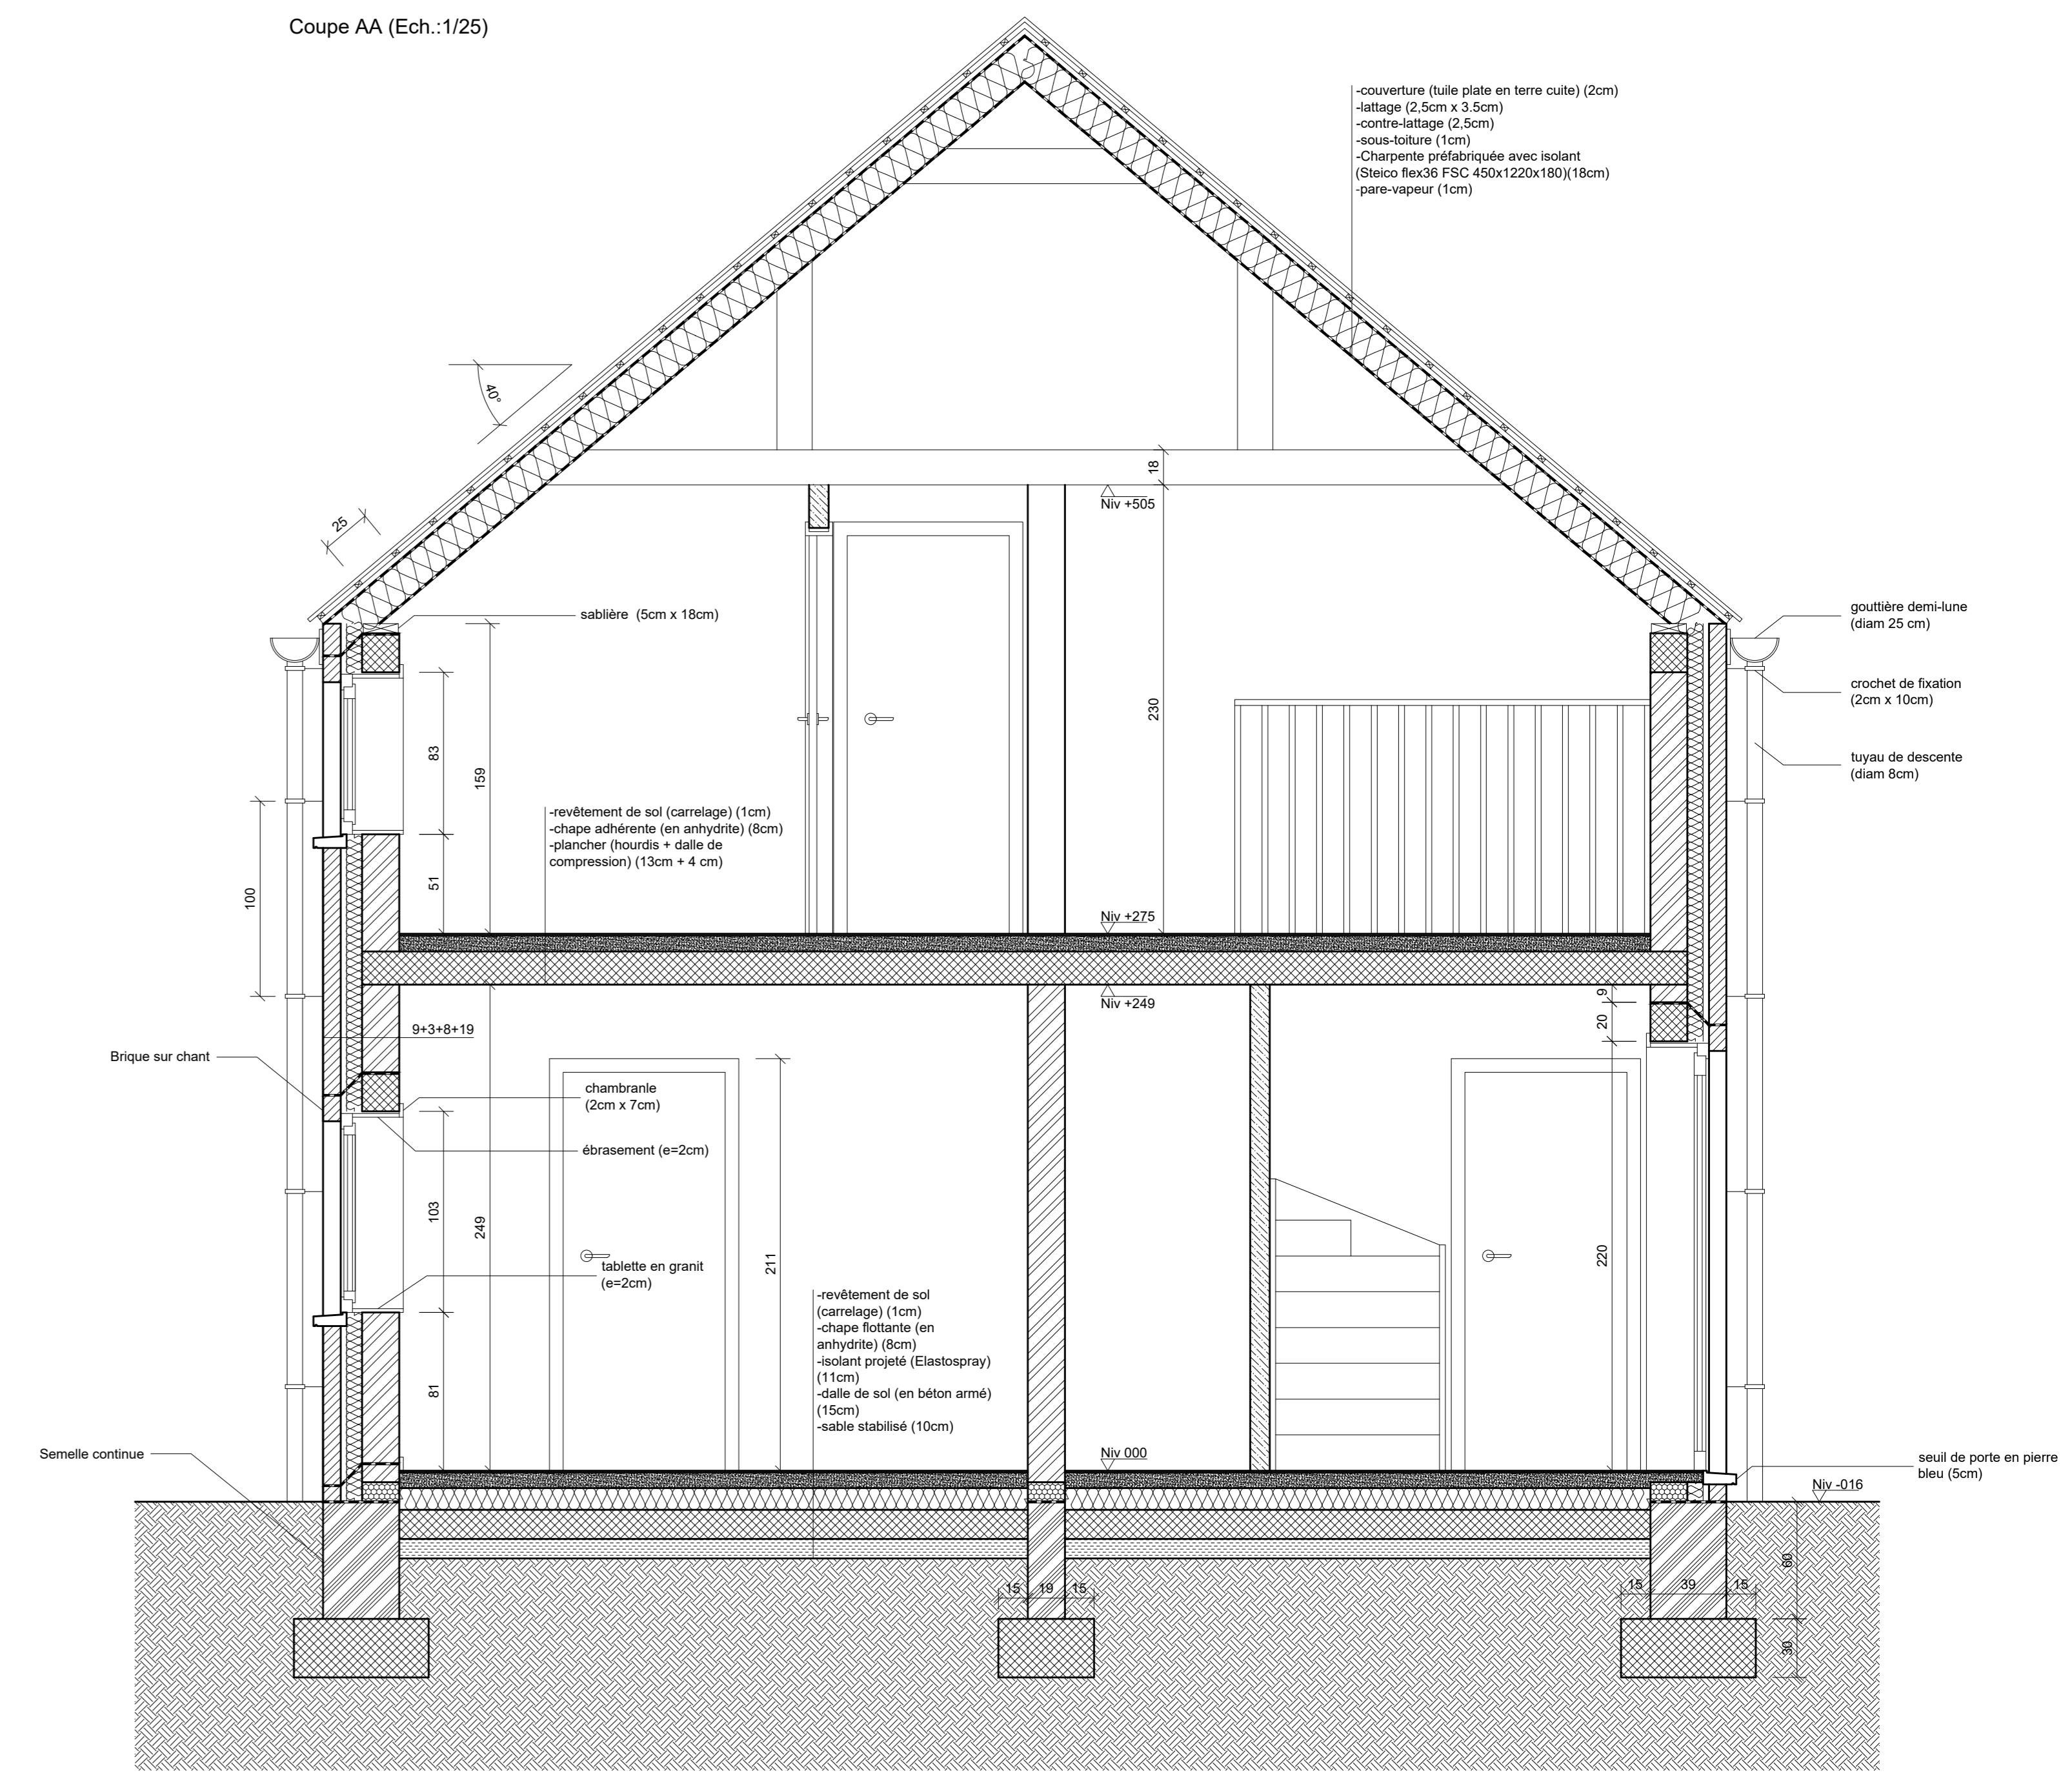 Coupe AA (Ech.:1/25)
-couverture (tuile plate en terre cuite) (2cm)
-lattage (2,5cm x 3.5cm)
-contre-lattage (2,5cm)
-sous-toiture (1cm)
-Charpente préfabriquée avec isolant
(Steico flex36 FSC 450x1220x180)(18cm)
-pare-vapeur (1cm)
40°
18
Niv +505
25
sablière  (5cm x 18cm)
gouttière demi-lune
(diam 25 cm)
crochet de fixation
(2cm x 10cm)
230
83
159
tuyau de descente
(diam 8cm)
-revêtement de sol (carrelage) (1cm)
-chape adhérente (en anhydrite) (8cm)
-plancher (hourdis + dalle de
compression) (13cm + 4 cm)
51
100
Niv +275
Niv +249
9
20
9+3+8+19
Brique sur chant
chambranle
(2cm x 7cm)
ébrasement (e=2cm)
103
249
211
220
tablette en granit
(e=2cm)
-revêtement de sol
(carrelage) (1cm)
-chape flottante (en
anhydrite) (8cm)
-isolant projeté (Elastospray)
(11cm)
-dalle de sol (en béton armé)
(15cm)
-sable stabilisé (10cm)
81
Semelle continue
Niv 000
seuil de porte en pierre
bleu (5cm)
Niv -016
60
15 19 15
15 39 15
30